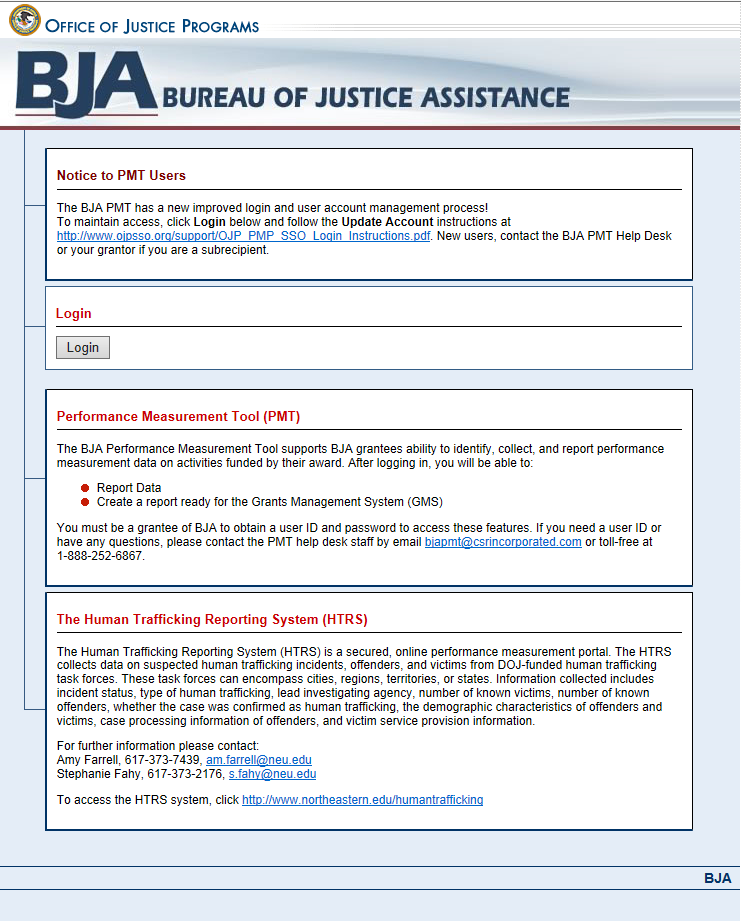 OFFICE OF JUSTICE PROGRAMS
BJA BUREAU OF JUSTICE ASSISTANCE
Notice to PMT Users
The BJA PMT has a new improved login and user account management process!
To maintain access, click Login below and follow the Update Account instructions at
http://www.ojpsso.org/support/OJP_PMP_SSO_Login_Instructions.pdf. New users, contact the BJA PMT Help Desk
or your grantor if you are a subrecipient.
Login
Login
Performance Measurement Tool (PMT)
The BJA Performance Measurement Tool supports BJA grantees ability to identify, collect, and report performance
measurement data on activities funded by their award. After logging in, you will be able to:
Report Data
Create a report ready for the Grants Management System (GMS)
You must be a grantee of BJA to obtain a user ID and password to access these features. If you need a user ID or
have any questions, please contact the PMT help desk staff by email bjapmt@csrincorporated.com or toll-free at
1-888-252-6867.
The Human Trafficking Reporting System (HTRS)
The Human Trafficking Reporting System (HTRS) is a secured, online performance measurement portal. The HTRS
collects data on suspected human trafficking incidents, offenders, and victims from DOJ-funded human trafficking
task forces. These task forces can encompass cities, regions, territories, or states. Information collected includes
incident status, type of human trafficking, lead investigating agency, number of known victims, number of known
offenders, whether the case was confirmed as human trafficking, the demographic characteristics of offenders and
victims, case processing information of offenders, and victim service provision information.
For further information please contact:
Amy Farrell, 617-373-7439, am.farrell@neu.edu
Stephanie Fahy, 617-373-2176, s.fahy@neu.edu
To access the HTRS system, click http://www.northeastern.edu/humantrafficking
BJA